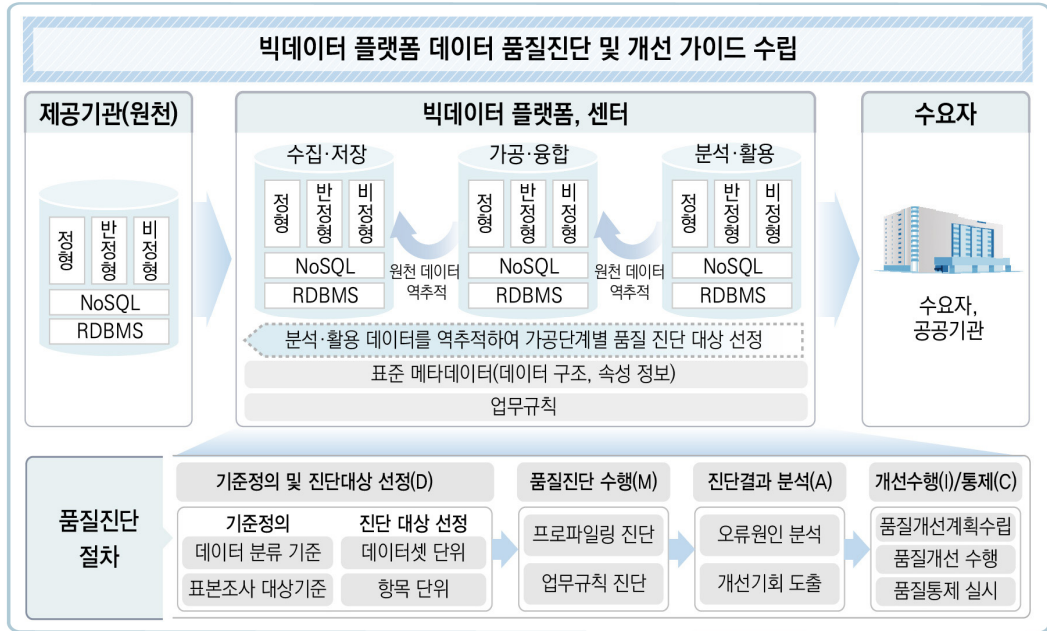 빅데이터 플랫폼 데이터 품질진단 및 개선 가이드 수립
제공기관(원천)
정형
반정형
비정형
NoSQL
RDBMS
빅데이터 플랫폼, 센터
수집·저장
정형
반정형
비정형
NoSQL
RDBMS
원천 데이터
역추적
가공·융합
정형
반정형
비정형
NoSQL
RDBMS
원천 데이터
역추적
분석·활용
정형
반정형
비정형
NoSQL
RDBMS
분석·활용 데이터를 역추적하여 가공단계별 품질 진단 대상 선정
표준 메타데이터(데이터 구조, 속성 정보)
업무규칙
수요자
수요자,
공공기관
품질진단
절차
기준정의 및 진단대상 선정(D)
기준정의
데이터 분류 기준
표본조사 대상기준
진단 대상 선정
데이터셋 단위
항목 단위
품질진단 수행(M)
프로파일링 진단
업무규칙 진단
진단결과 분석(A)
오류원인 분석
개선기회 도출
개선수행(I)/통제(C)
품질개선계획수립
품질개선 수행
품질통제 실시